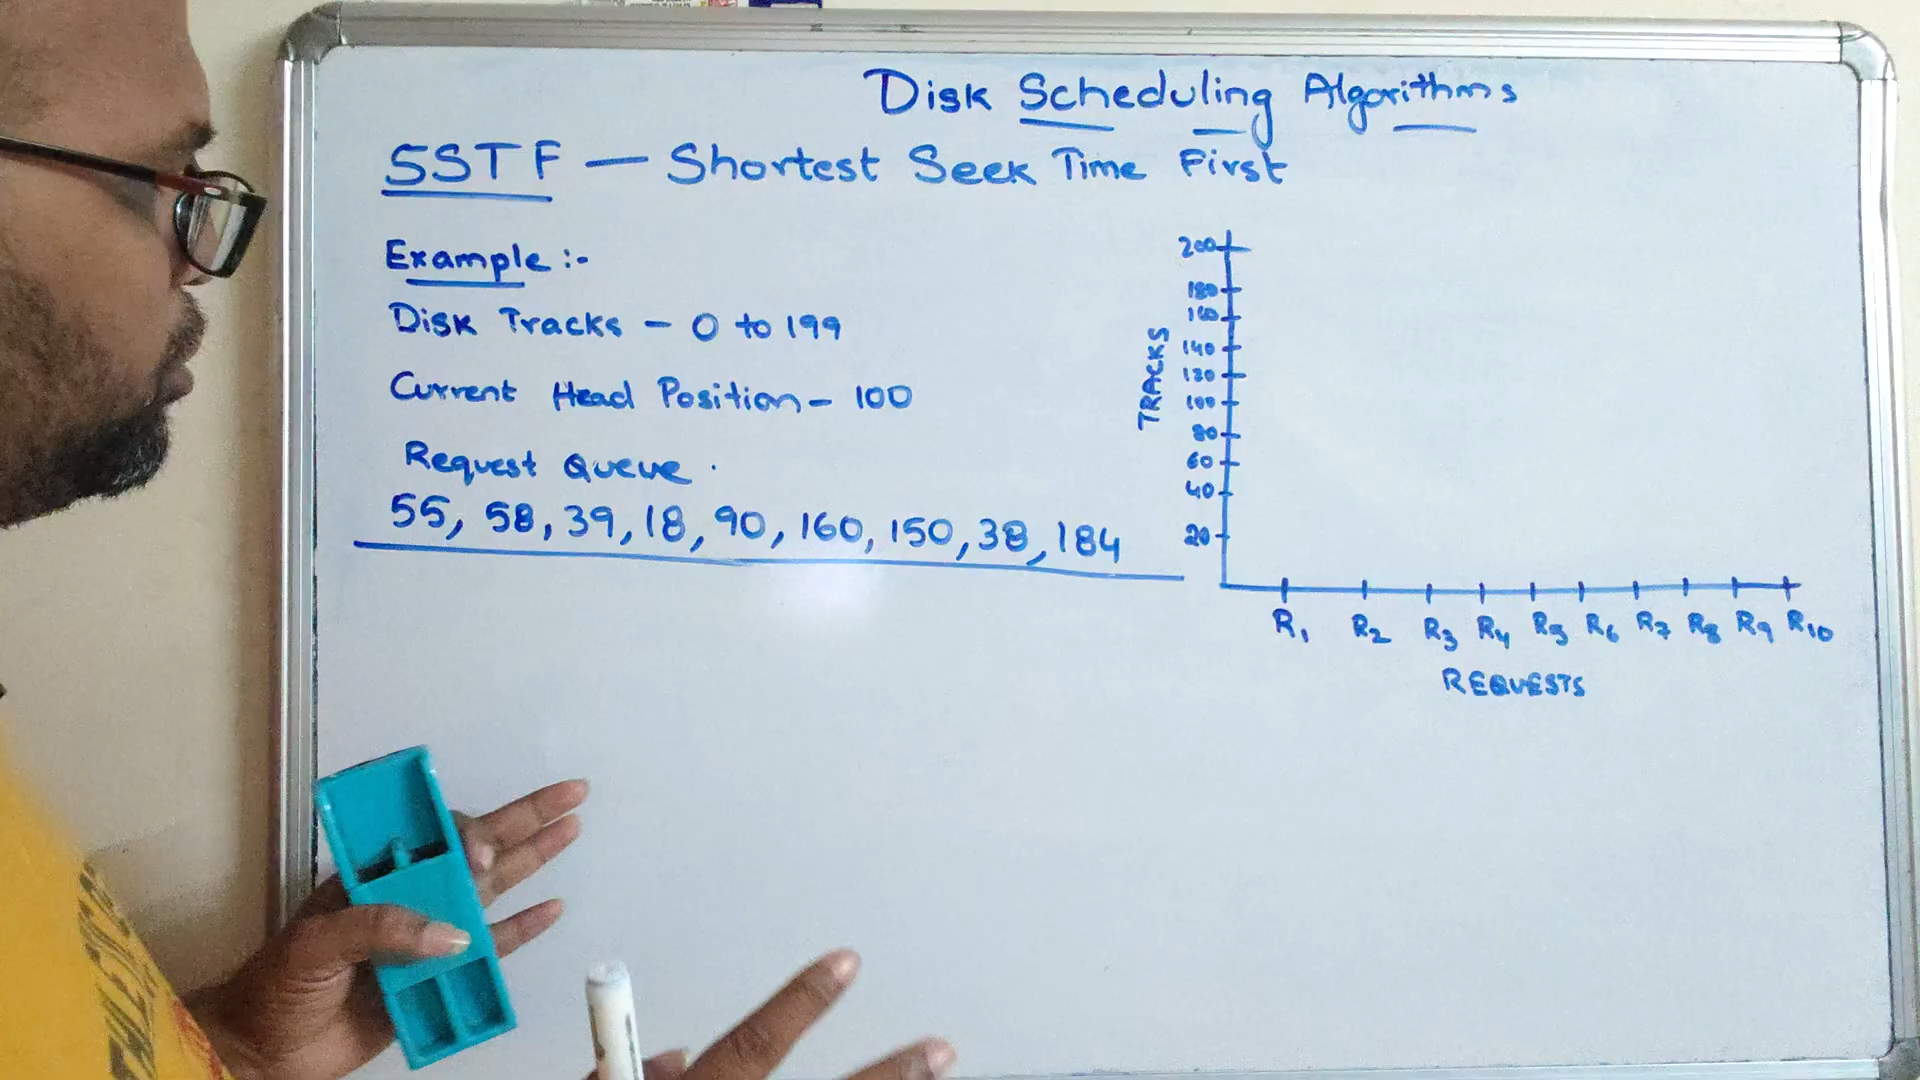 Disk Scheduling Algorithms
SSTF — Shortest Seek Time First
Example :-
Disk Tracks - 0 to 199
Current Head Position - 100
Request Queue .
55, 58, 39, 18, 90, 160, 150, 38, 184
200
180
160
140
120
100
80
60
40
20
TRACKS
R1 R2 R3 R4 R5 R6 R7 R8 R9 R10
REQUESTS